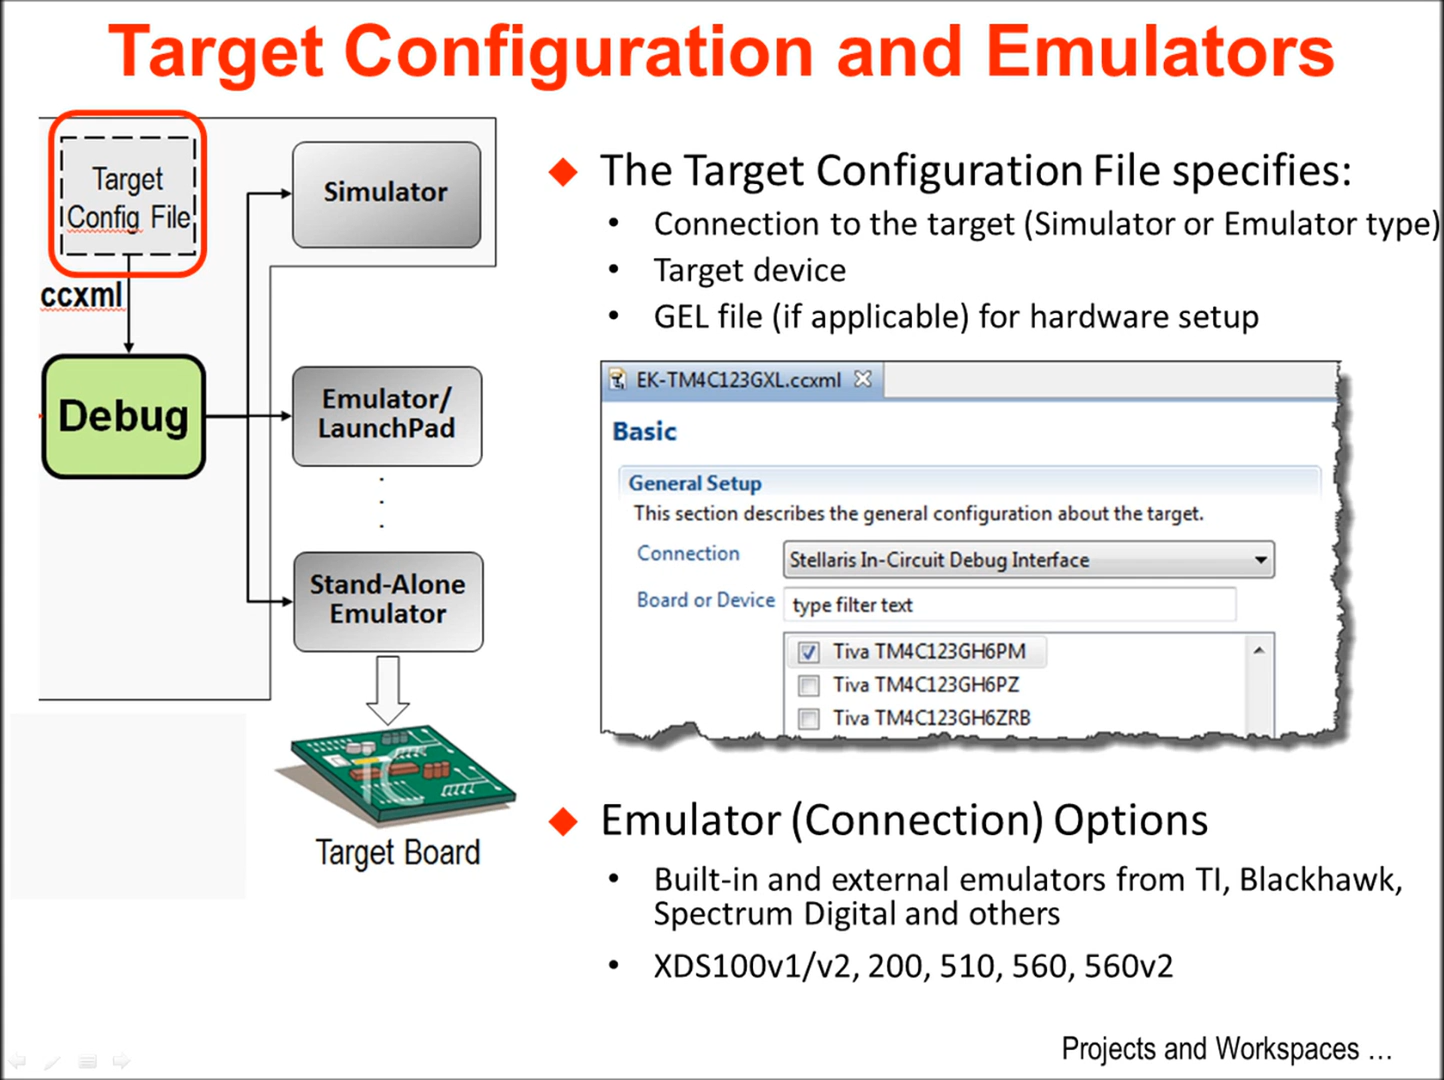 Target Configuration and Emulators
Target
Config File
ccxml
Debug
Simulator
Emulator/
LaunchPad
Stand-Alone
Emulator
TC
Target Board
The Target Configuration File specifies:
• Connection to the target (Simulator or Emulator type)
• Target device
• GEL file (if applicable) for hardware setup
EK-TM4C123GXL.ccxml
Basic
General Setup
This section describes the general configuration about the target.
Connection
Stellaris In-Circuit Debug Interface
Board or Device
type filter text
Tiva TM4C123GH6PM
Tiva TM4C123GH6PZ
Tiva TM4C123GH6ZRB
Emulator (Connection) Options
• Built-in and external emulators from TI, Blackhawk,
Spectrum Digital and others
• XDS100v1/v2, 200, 510, 560, 560v2
Projects and Workspaces ...